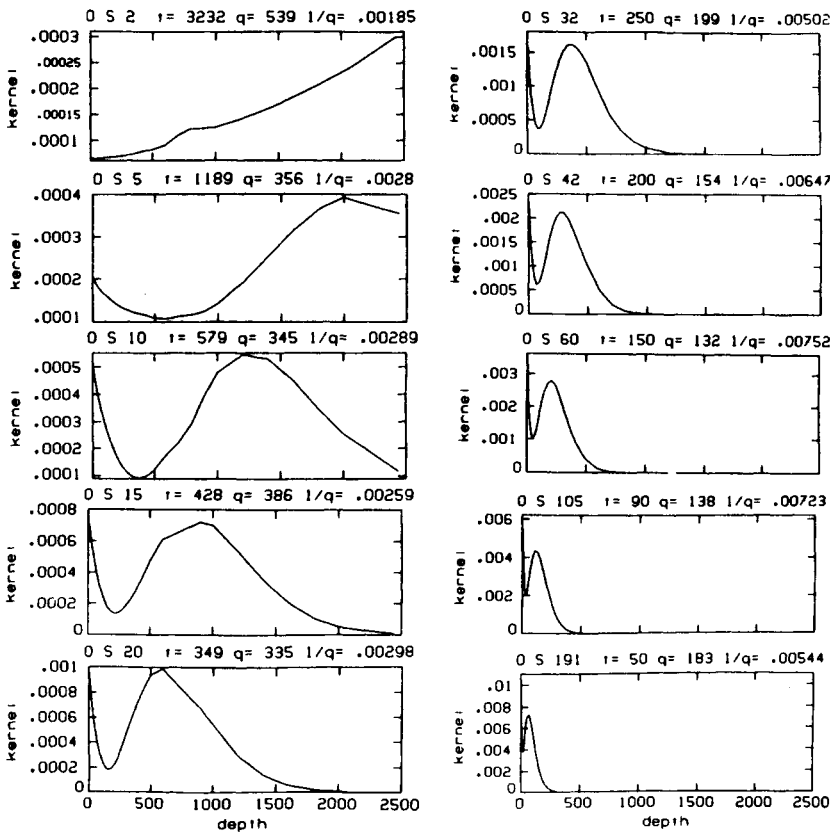 0 S 2 t= 3232 q= 539 1/q= .00185
kernel
.0003
.00025
.0002
.00015
.0001
0 S 5 t= 1189 q= 356 1/q= .0028
kernel
.0004
.0003
.0002
.0001
0 S 10 t= 579 q= 345 1/q= .00289
kernel
.0005
.0004
.0003
.0002
.0001
0 S 15 t= 428 q= 386 1/q= .00259
kernel
.0008
.0006
.0004
.0002
0
0 S 20 t= 349 q= 335 1/q= .00298
kernel
.001
.0008
.0006
.0004
.0002
0
0 500 1000 1500 2000 2500
depth
0 S 32 t= 250 q= 199 1/q= .00502
kernel
.0015
.001
.0005
0
0 S 42 t= 200 q= 154 1/q= .00647
kernel
.0025
.002
.0015
.001
.0005
0
0 S 60 t= 150 q= 132 1/q= .00752
kernel
.003
.002
.001
0
0 S 105 t= 90 q= 138 1/q= .00723
kernel
.006
.004
.002
0
0 S 191 t= 50 q= 183 1/q= .00544
kernel
.01
.008
.006
.004
.002
0
0 500 1000 1500 2000 2500
depth